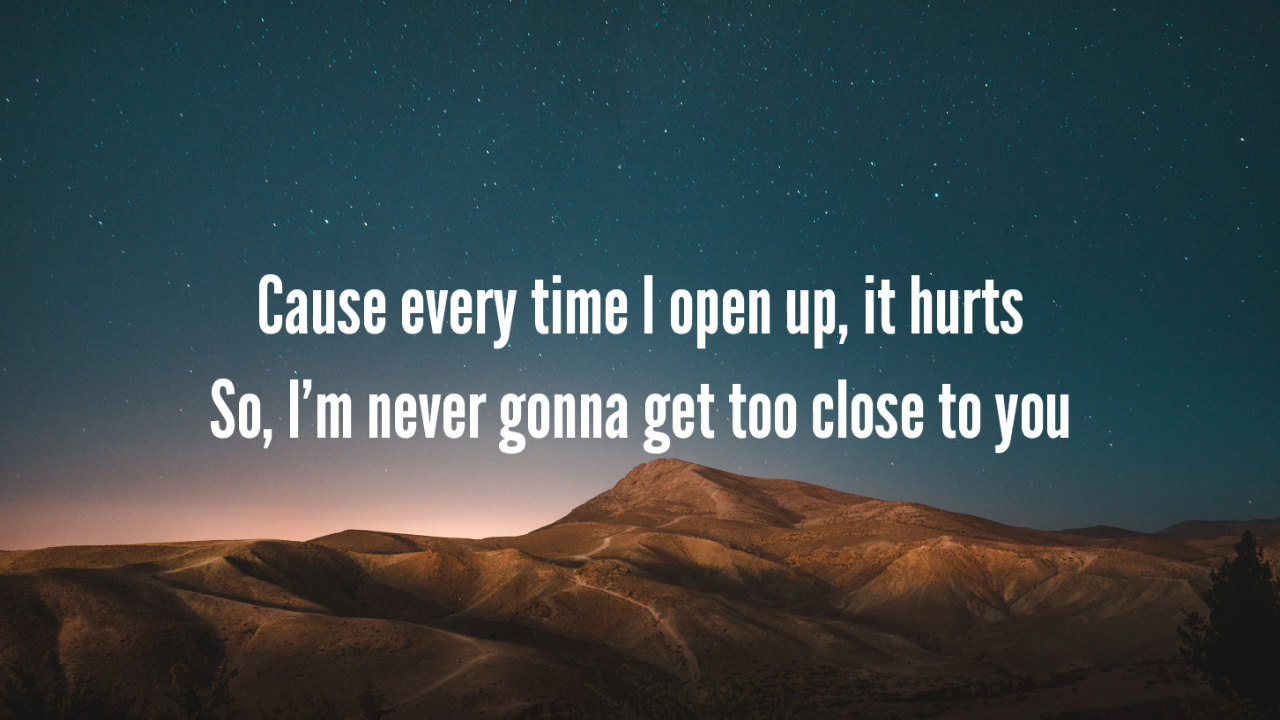 Cause every time I open up, it hurts
So, I’m never gonna get too close to you